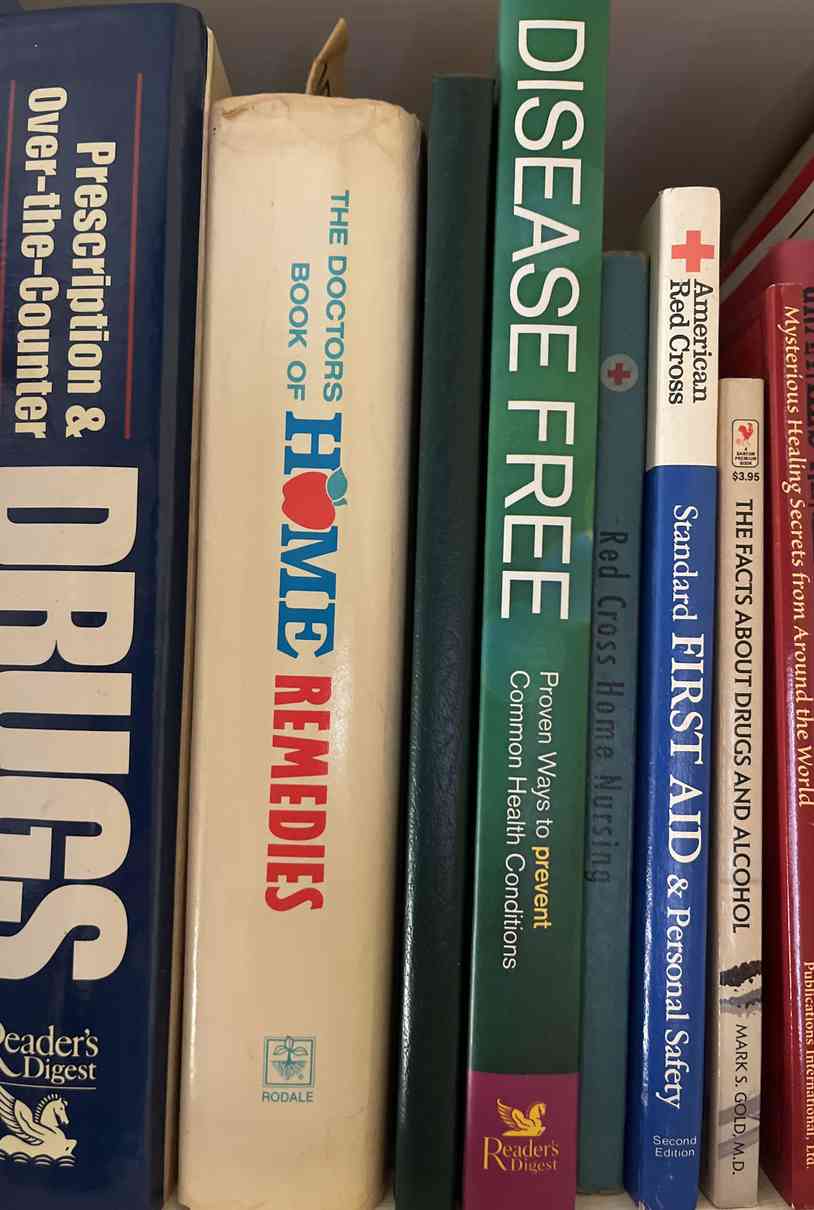 Prescription &
Over-the-Counter
DRUGS
Reader's
Digest
THE DOCTORS
BOOK OF
HOME
REMEDIES
RODALE
DISEASE FREE
Proven Ways to prevent
Common Health Conditions
Reader's
Digest
Red Cross Home Nursing
American
Red Cross
Standard FIRST AID & Personal Safety
Second
Edition
A
BANTAM
PREMIUM
BOOK
$3.95
THE FACTS ABOUT DRUGS AND ALCOHOL
MARK S. GOLD, M.D.
Mysterious Healing Secrets from Around the World
Publications International, Ltd.